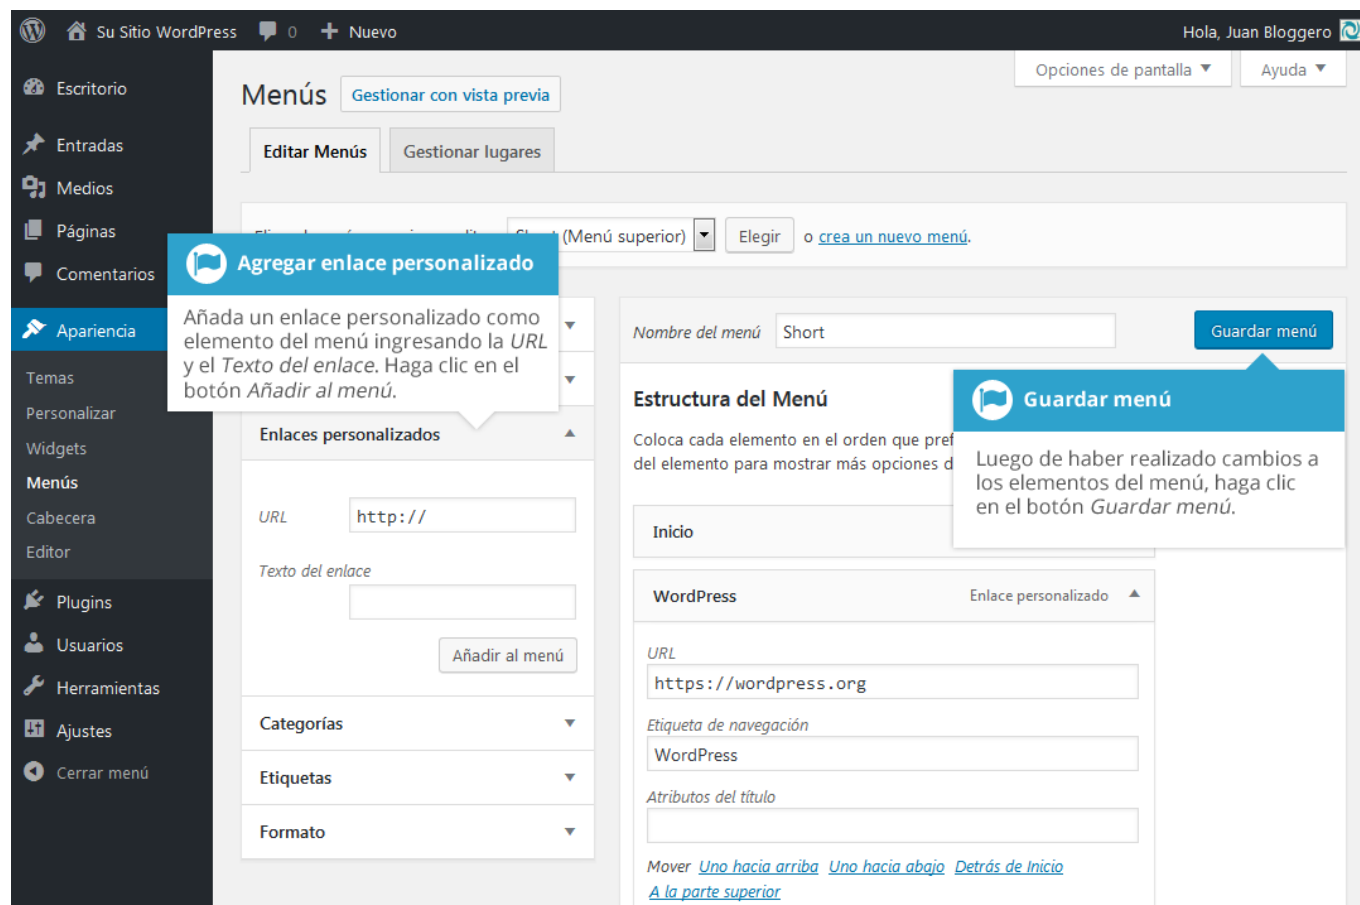 Su Sitio WordPress 0 Nuevo
Hola, Juan Bloggero
Escritorio
Entradas
Medios
Páginas
Comentarios
Apariencia
Temas
Personalizar
Widgets
Menús
Cabecera
Editor
Plugins
Usuarios
Herramientas
Ajustes
Cerrar menú
Opciones de pantalla
Ayuda
Menús
Gestionar con vista previa
Editar Menús
Gestionar lugares
(Menú superior) Elegir o crea un nuevo menú.
Agregar enlace personalizado
Añada un enlace personalizado como
elemento del menú ingresando la URL
y el Texto del enlace. Haga clic en el
botón Añadir al menú.
Enlaces personalizados
URL http://
Texto del enlace
Añadir al menú
Categorías
Etiquetas
Formato
Nombre del menú Short
Guardar menú
Estructura del Menú
Coloca cada elemento en el orden que
del elemento para mostrar más opciones
Guardar menú
Luego de haber realizado cambios a
los elementos del menú, haga clic
en el botón Guardar menú.
Inicio
WordPress Enlace personalizado
URL
https://wordpress.org
Etiqueta de navegación
WordPress
Atributos del título
Mover Uno hacia arriba Uno hacia abajo Detrás de Inicio
A la parte superior